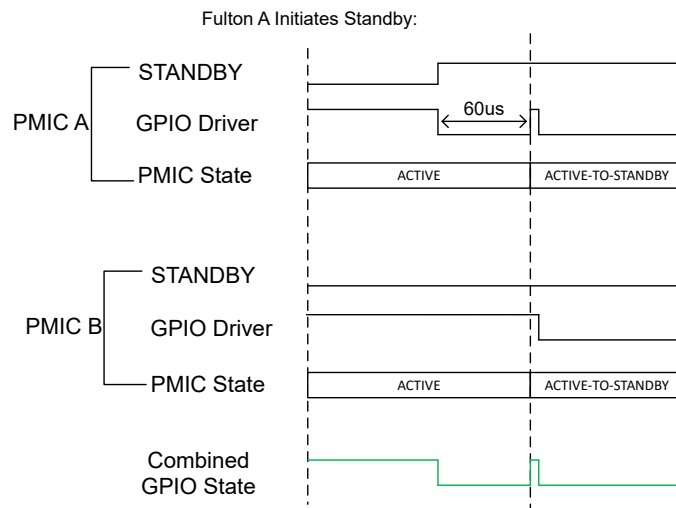 Fulton A Initiates Standby:
STANDBY
60us
PMIC A
GPIO Driver
PMIC State
ACTIVE
ACTIVE-TO-STANDBY
STANDBY
PMIC B
GPIO Driver
PMIC State
ACTIVE
ACTIVE-TO-STANDBY
Combined
GPIO State